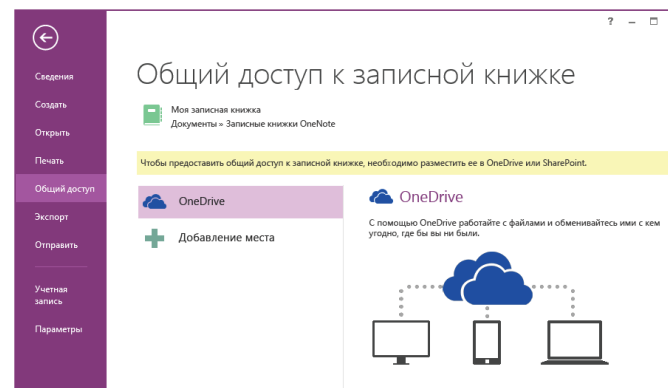 ?
Сведения
Создать
Открыть
Печать
Общий доступ
Экспорт
Отправить
Учетная
запись
Параметры
Общий доступ к записной книжке
Моя записная книжка
Документы » Записные книжки OneNote
Чтобы предоставить общий доступ к записной книжке, необходимо разместить ее в OneDrive или SharePoint.
OneDrive
Добавление места
OneDrive
С помощью OneDrive работайте с файлами и обменивайтесь ими с кем
угодно, где бы вы ни были.